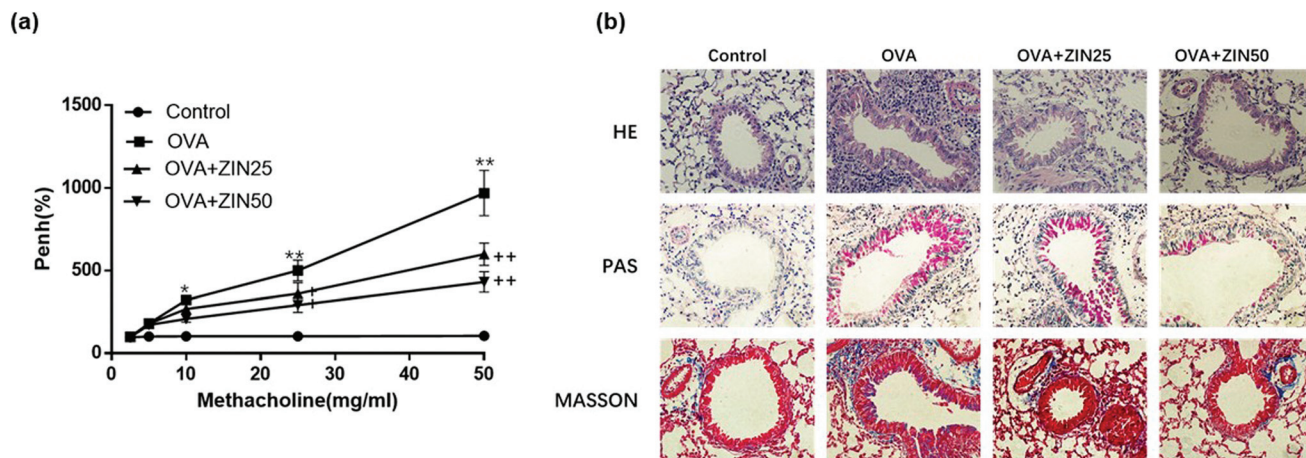 (a)
1500
1000
500
0
Penh(%)
Control
OVA
OVA+ZIN25
OVA+ZIN50
*
**
**
+
+
++
++
0 10 20 30 40 50
Methacholine(mg/ml)
(b)
Control OVA OVA+ZIN25 OVA+ZIN50
HE
PAS
MASSON